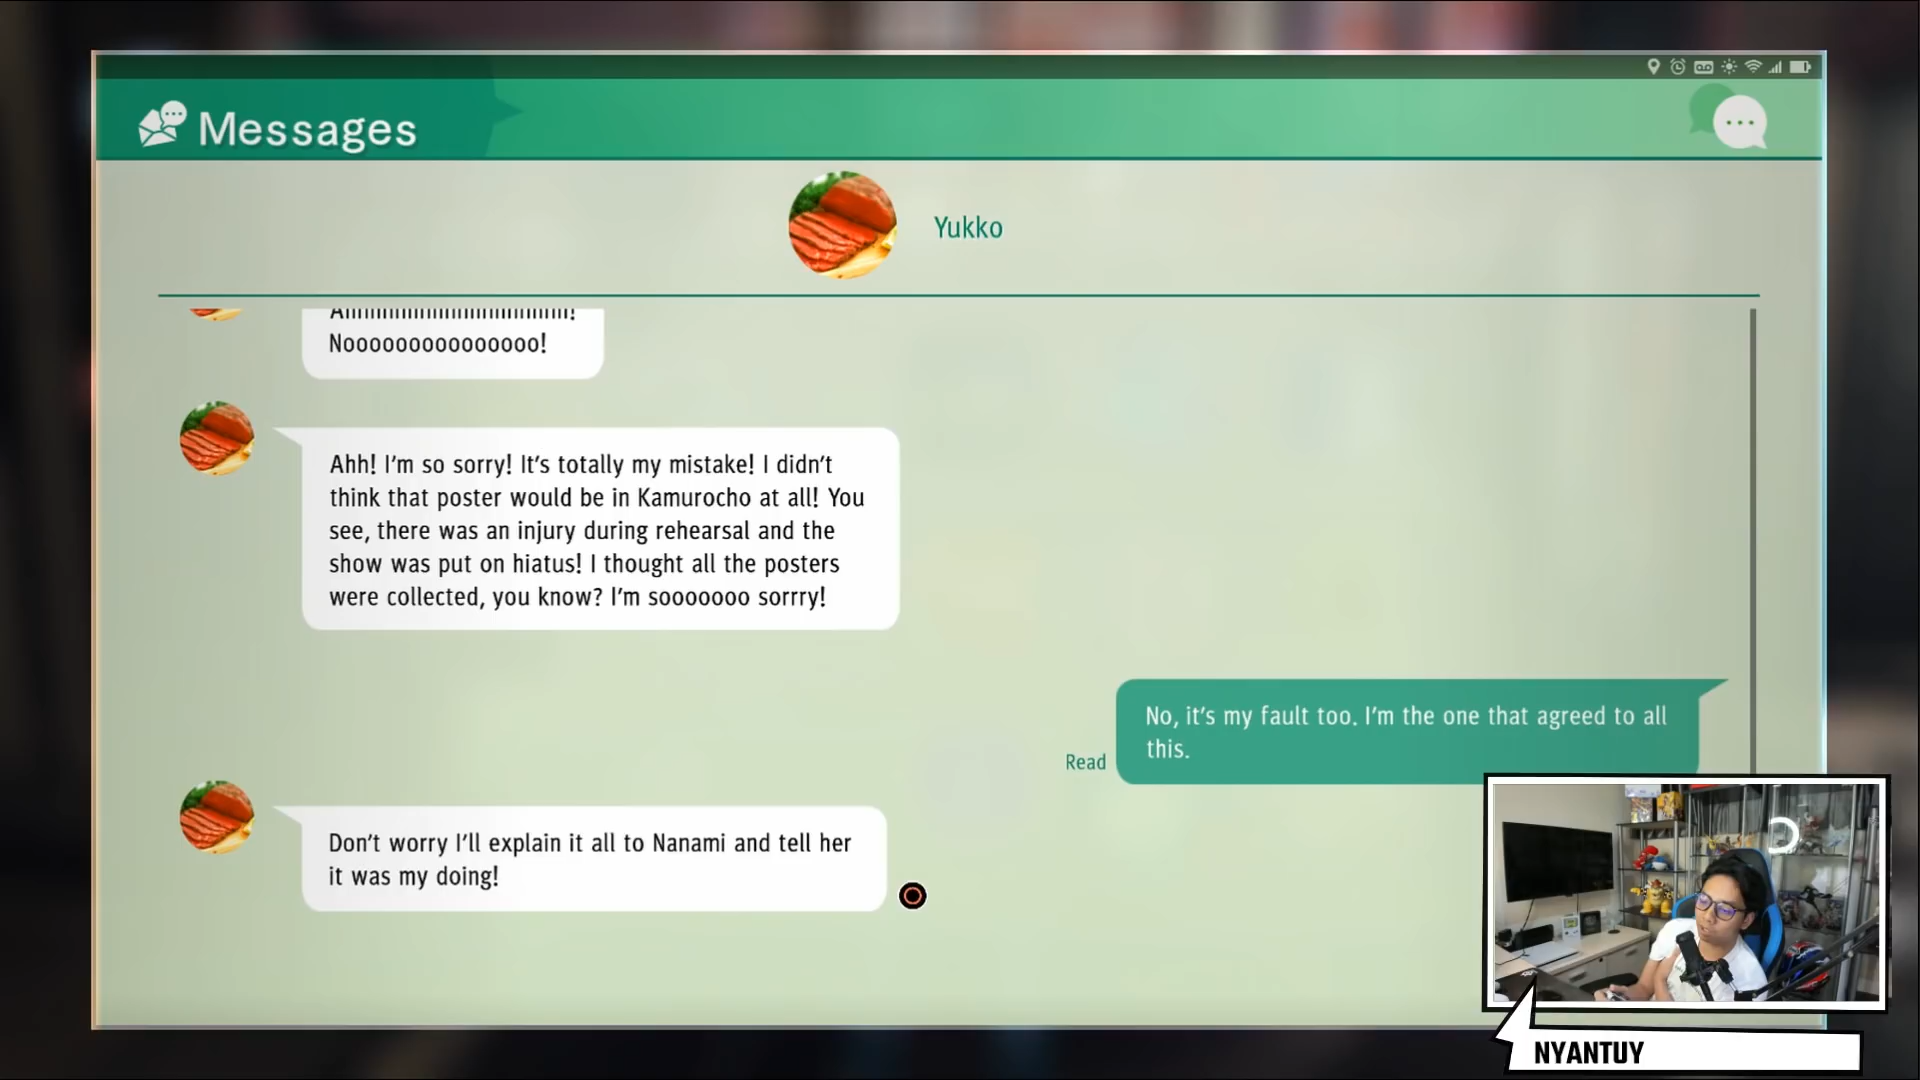 Messages
Yukko
Nooooooooooooooo!
Ahh! I'm so sorry! It's totally my mistake! I didn't
think that poster would be in Kamurocho at all! You
see, there was an injury during rehearsal and the
show was put on hiatus! I thought all the posters
were collected, you know? I'm sooooooo sorrry!
No, it's my fault too. I'm the one that agreed to all
this.
Read
Don't worry I'll explain it all to Nanami and tell her
it was my doing!
NYANTUY